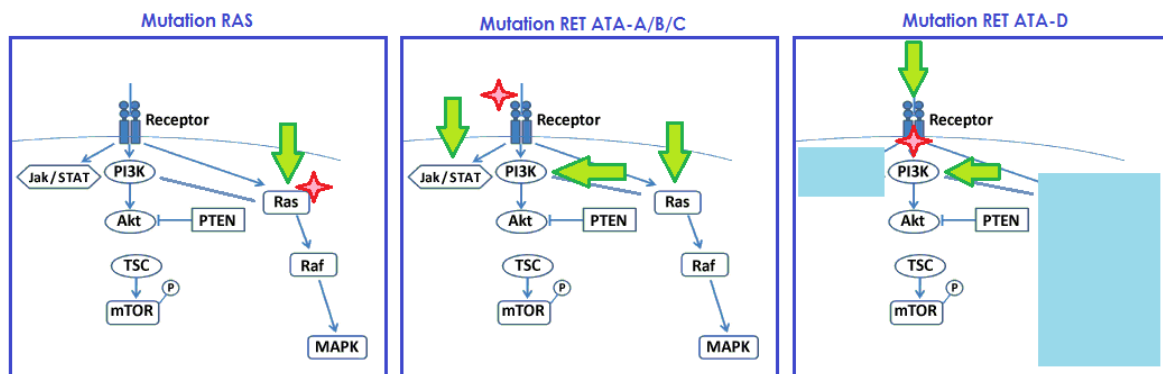 Mutation RAS
Receptor
Jak/STAT
PI3K
Ras
Akt
PTEN
TSC
Raf
P
mTOR
MAPK
Mutation RET ATA-A/B/C
Receptor
Jak/STAT
PI3K
Ras
Akt
PTEN
TSC
Raf
P
mTOR
MAPK
Mutation RET ATA-D
Receptor
PI3K
Akt
PTEN
TSC
P
mTOR